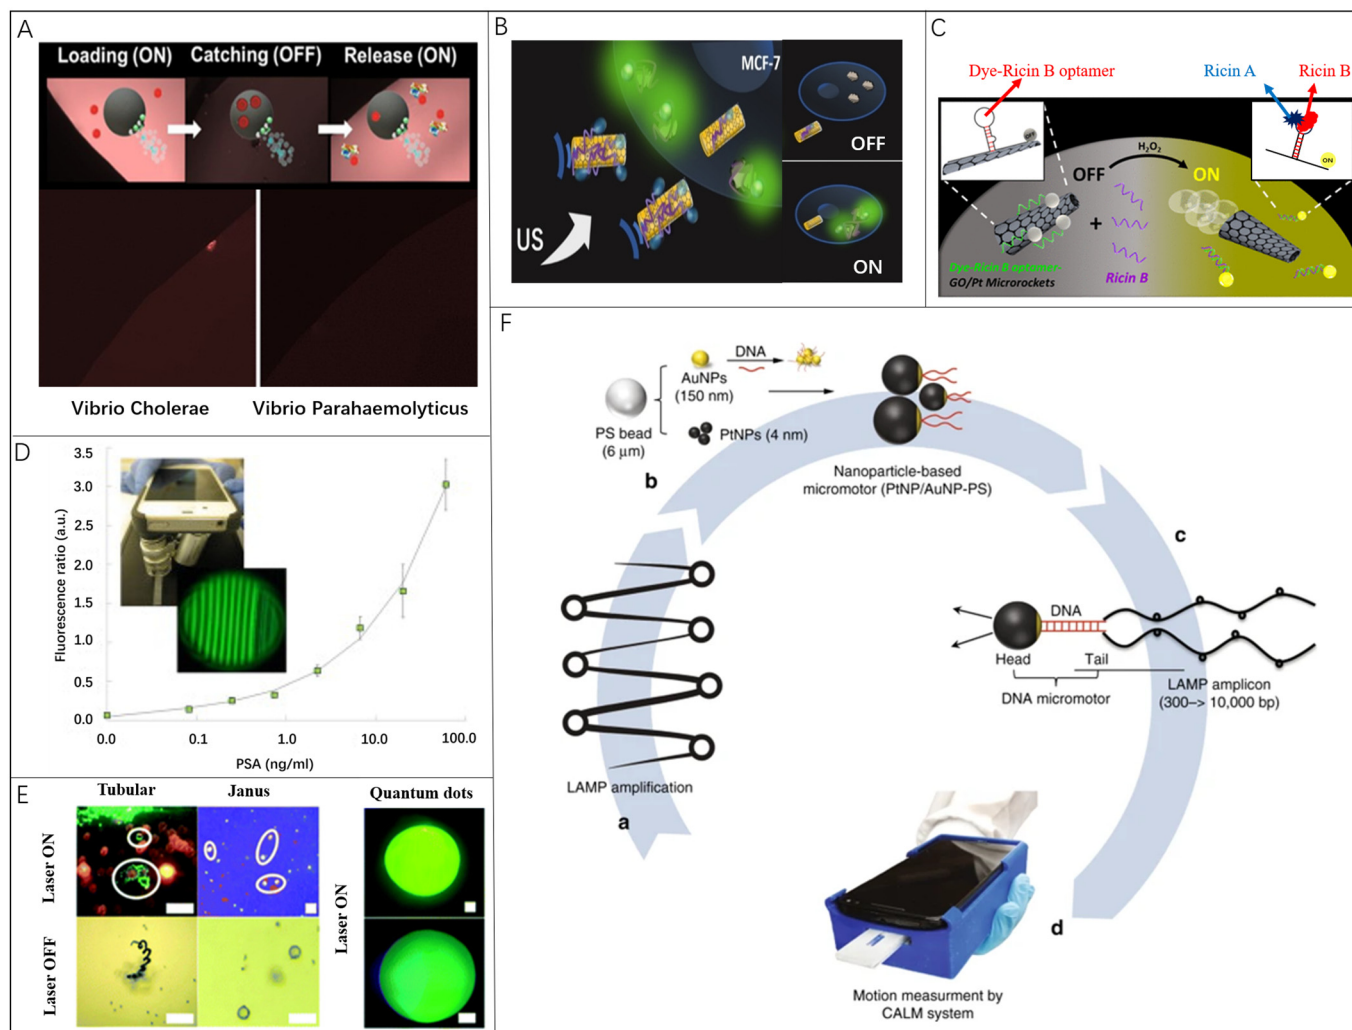 A
Loading (ON) Catching (OFF) Release (ON)
Vibrio Cholerae Vibrio Parahaemolyticus
B
MCF-7
US
OFF
ON
C
Dye-Ricin B optamer
Ricin A
Ricin B
ON
OFF
H2O2
ON
+
Dye-Ricin B optamer
GO/Pt Microrockets
Ricin B
D
Fluorescence ratio (a.u.)
3.5
3.0
2.5
2.0
1.5
1.0
0.5
0.0
0.0 0.1 1.0 10.0 100.0
PSA (ng/ml)
E
Tubular Janus Quantum dots
Laser ON
Laser OFF
Laser ON
F
DNA
AuNPs
(150 nm)
PS bead
(6 μm)
PtNPs (4 nm)
b
Nanoparticle-based
micromotor (PtNP/AuNP-PS)
c
DNA
Head Tail
DNA micromotor
LAMP amplicon
(300–> 10,000 bp)
LAMP amplification
a
d
Motion measurment by
CALM system